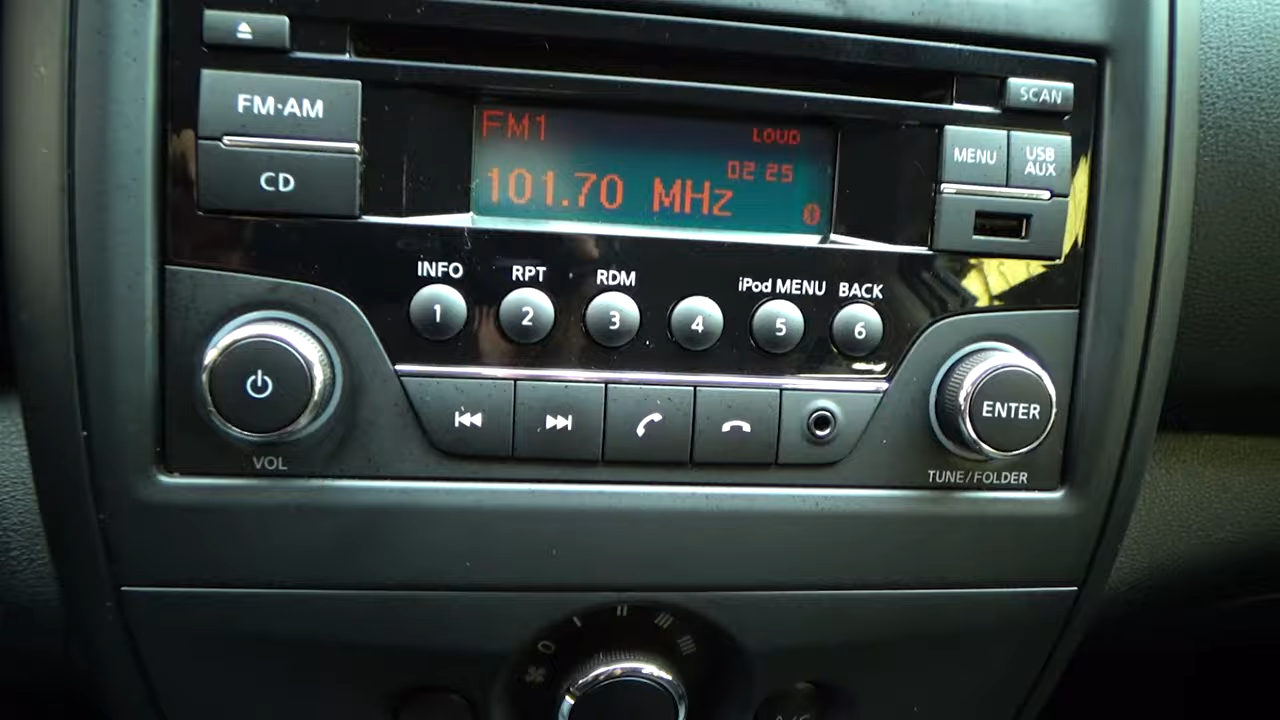 FM·AM
SCAN
FM1
LOUD
MENU
USB
AUX
CD
02 25
101.70 MHz
INFO
RPT
RDM
iPod MENU
BACK
1
2
3
4
5
6
ENTER
VOL
TUNE/FOLDER
0